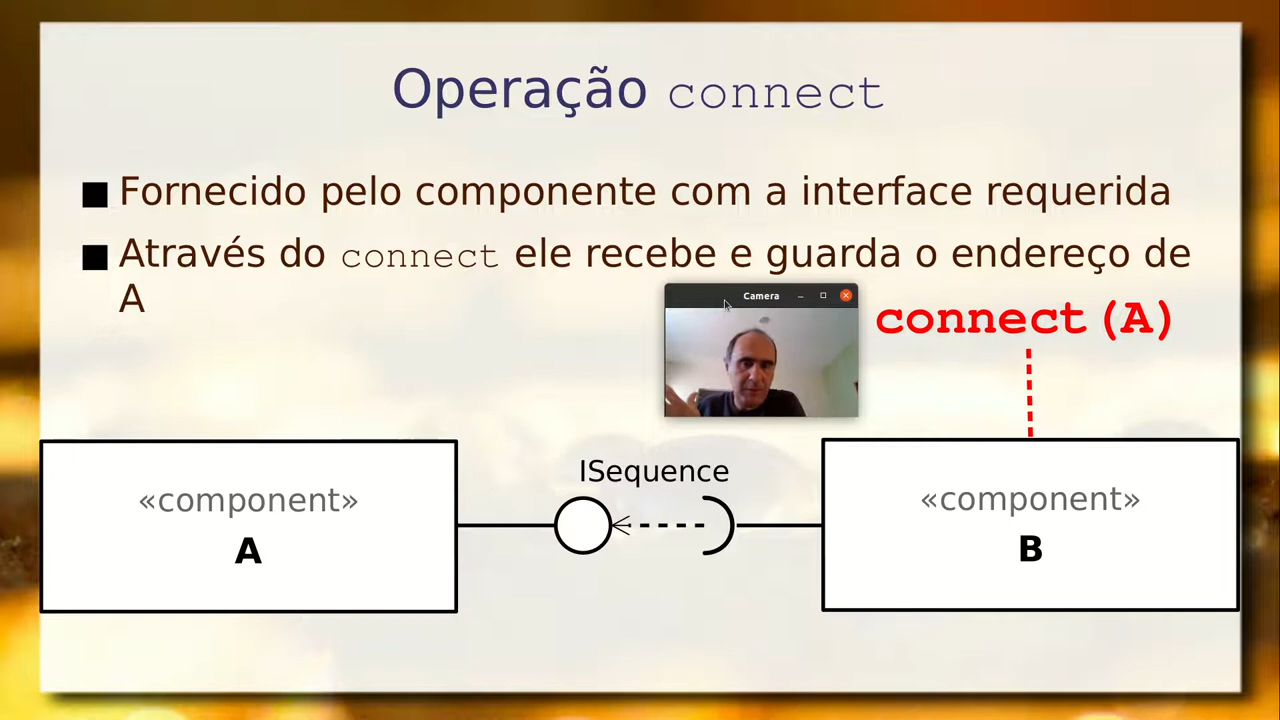 Operação connect
Fornecido pelo componente com a interface requerida
Através do connect ele recebe e guarda o endereço de
A
Camera
connect(A)
ISequence
«component»
A
«component»
B